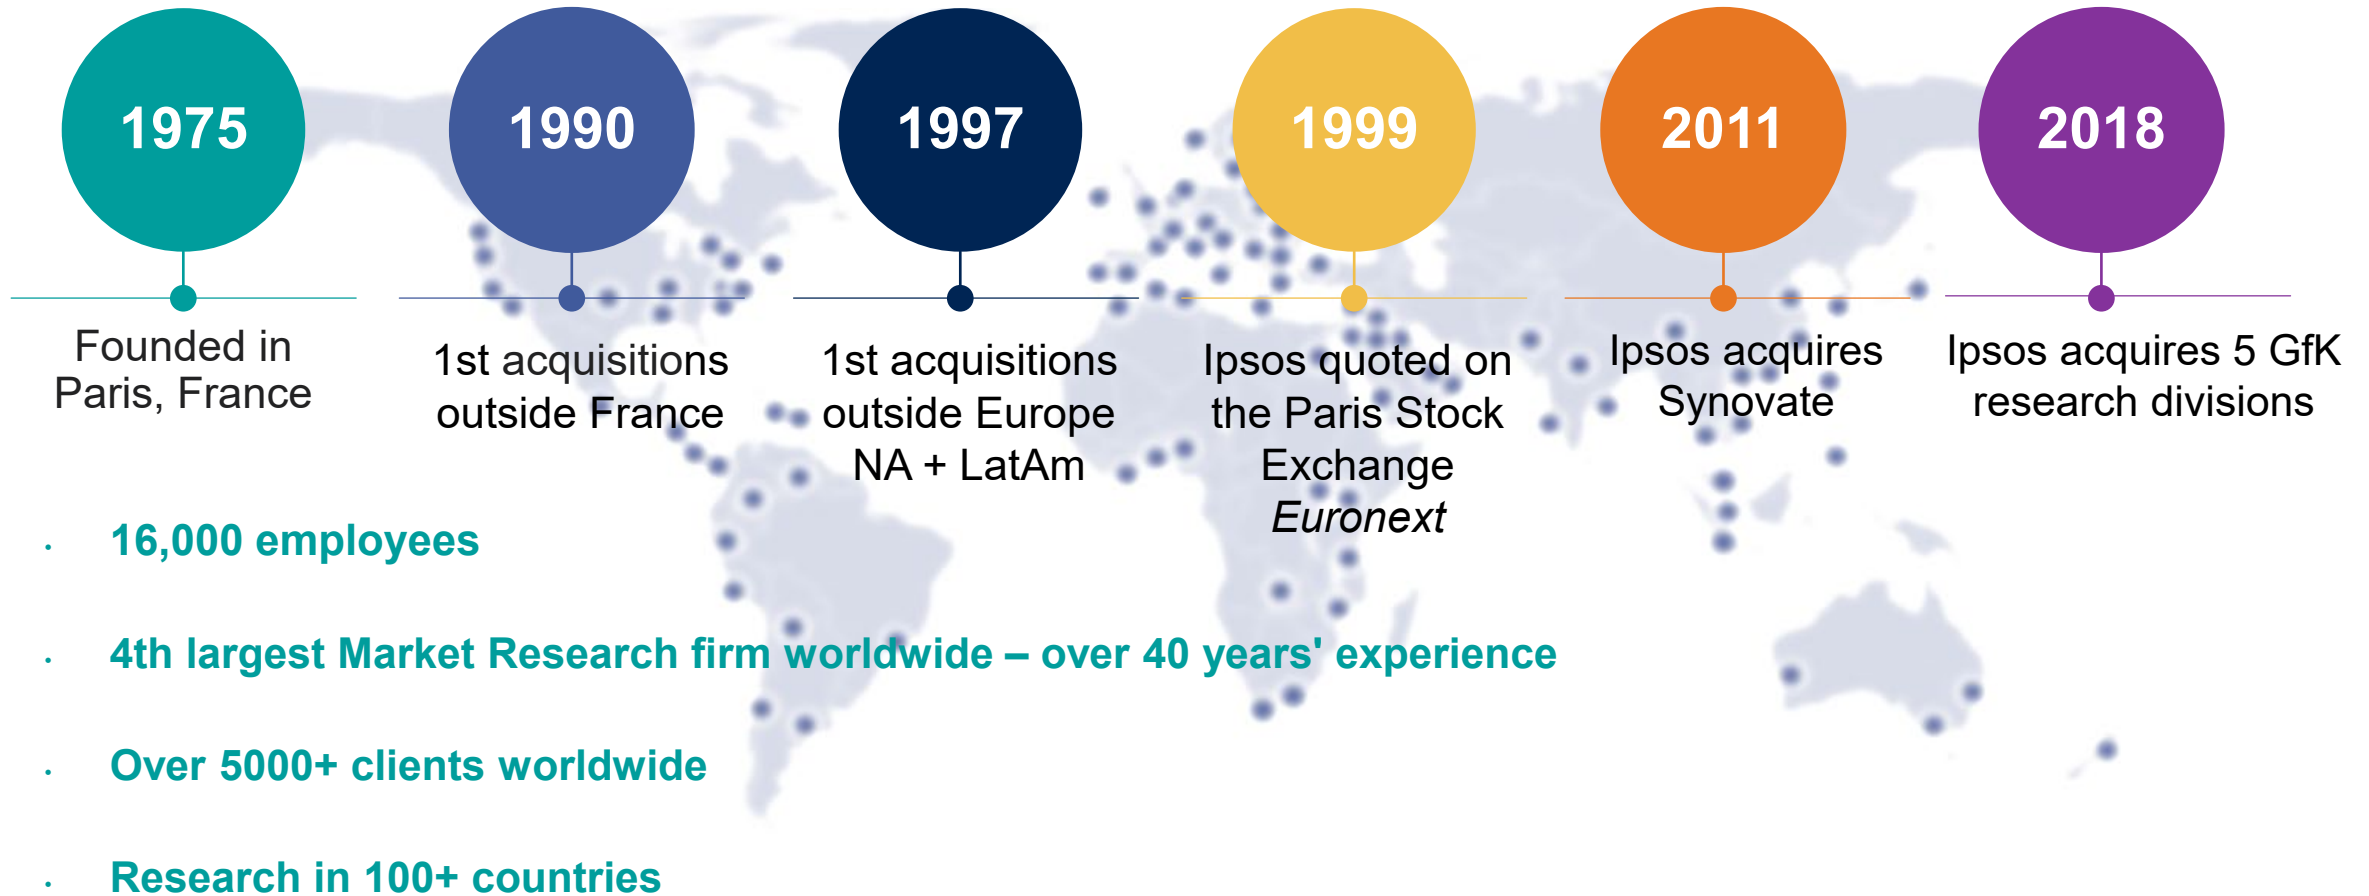 1975
Founded in
Paris, France
1990
1st acquisitions
outside France
1997
1st acquisitions
outside Europe
NA + LatAm
1999
Ipsos quoted on
the Paris Stock
Exchange
Euronext
2011
Ipsos acquires
Synovate
2018
Ipsos acquires 5 GfK
research divisions
· 16,000 employees
· 4th largest Market Research firm worldwide – over 40 years' experience
· Over 5000+ clients worldwide
· Research in 100+ countries